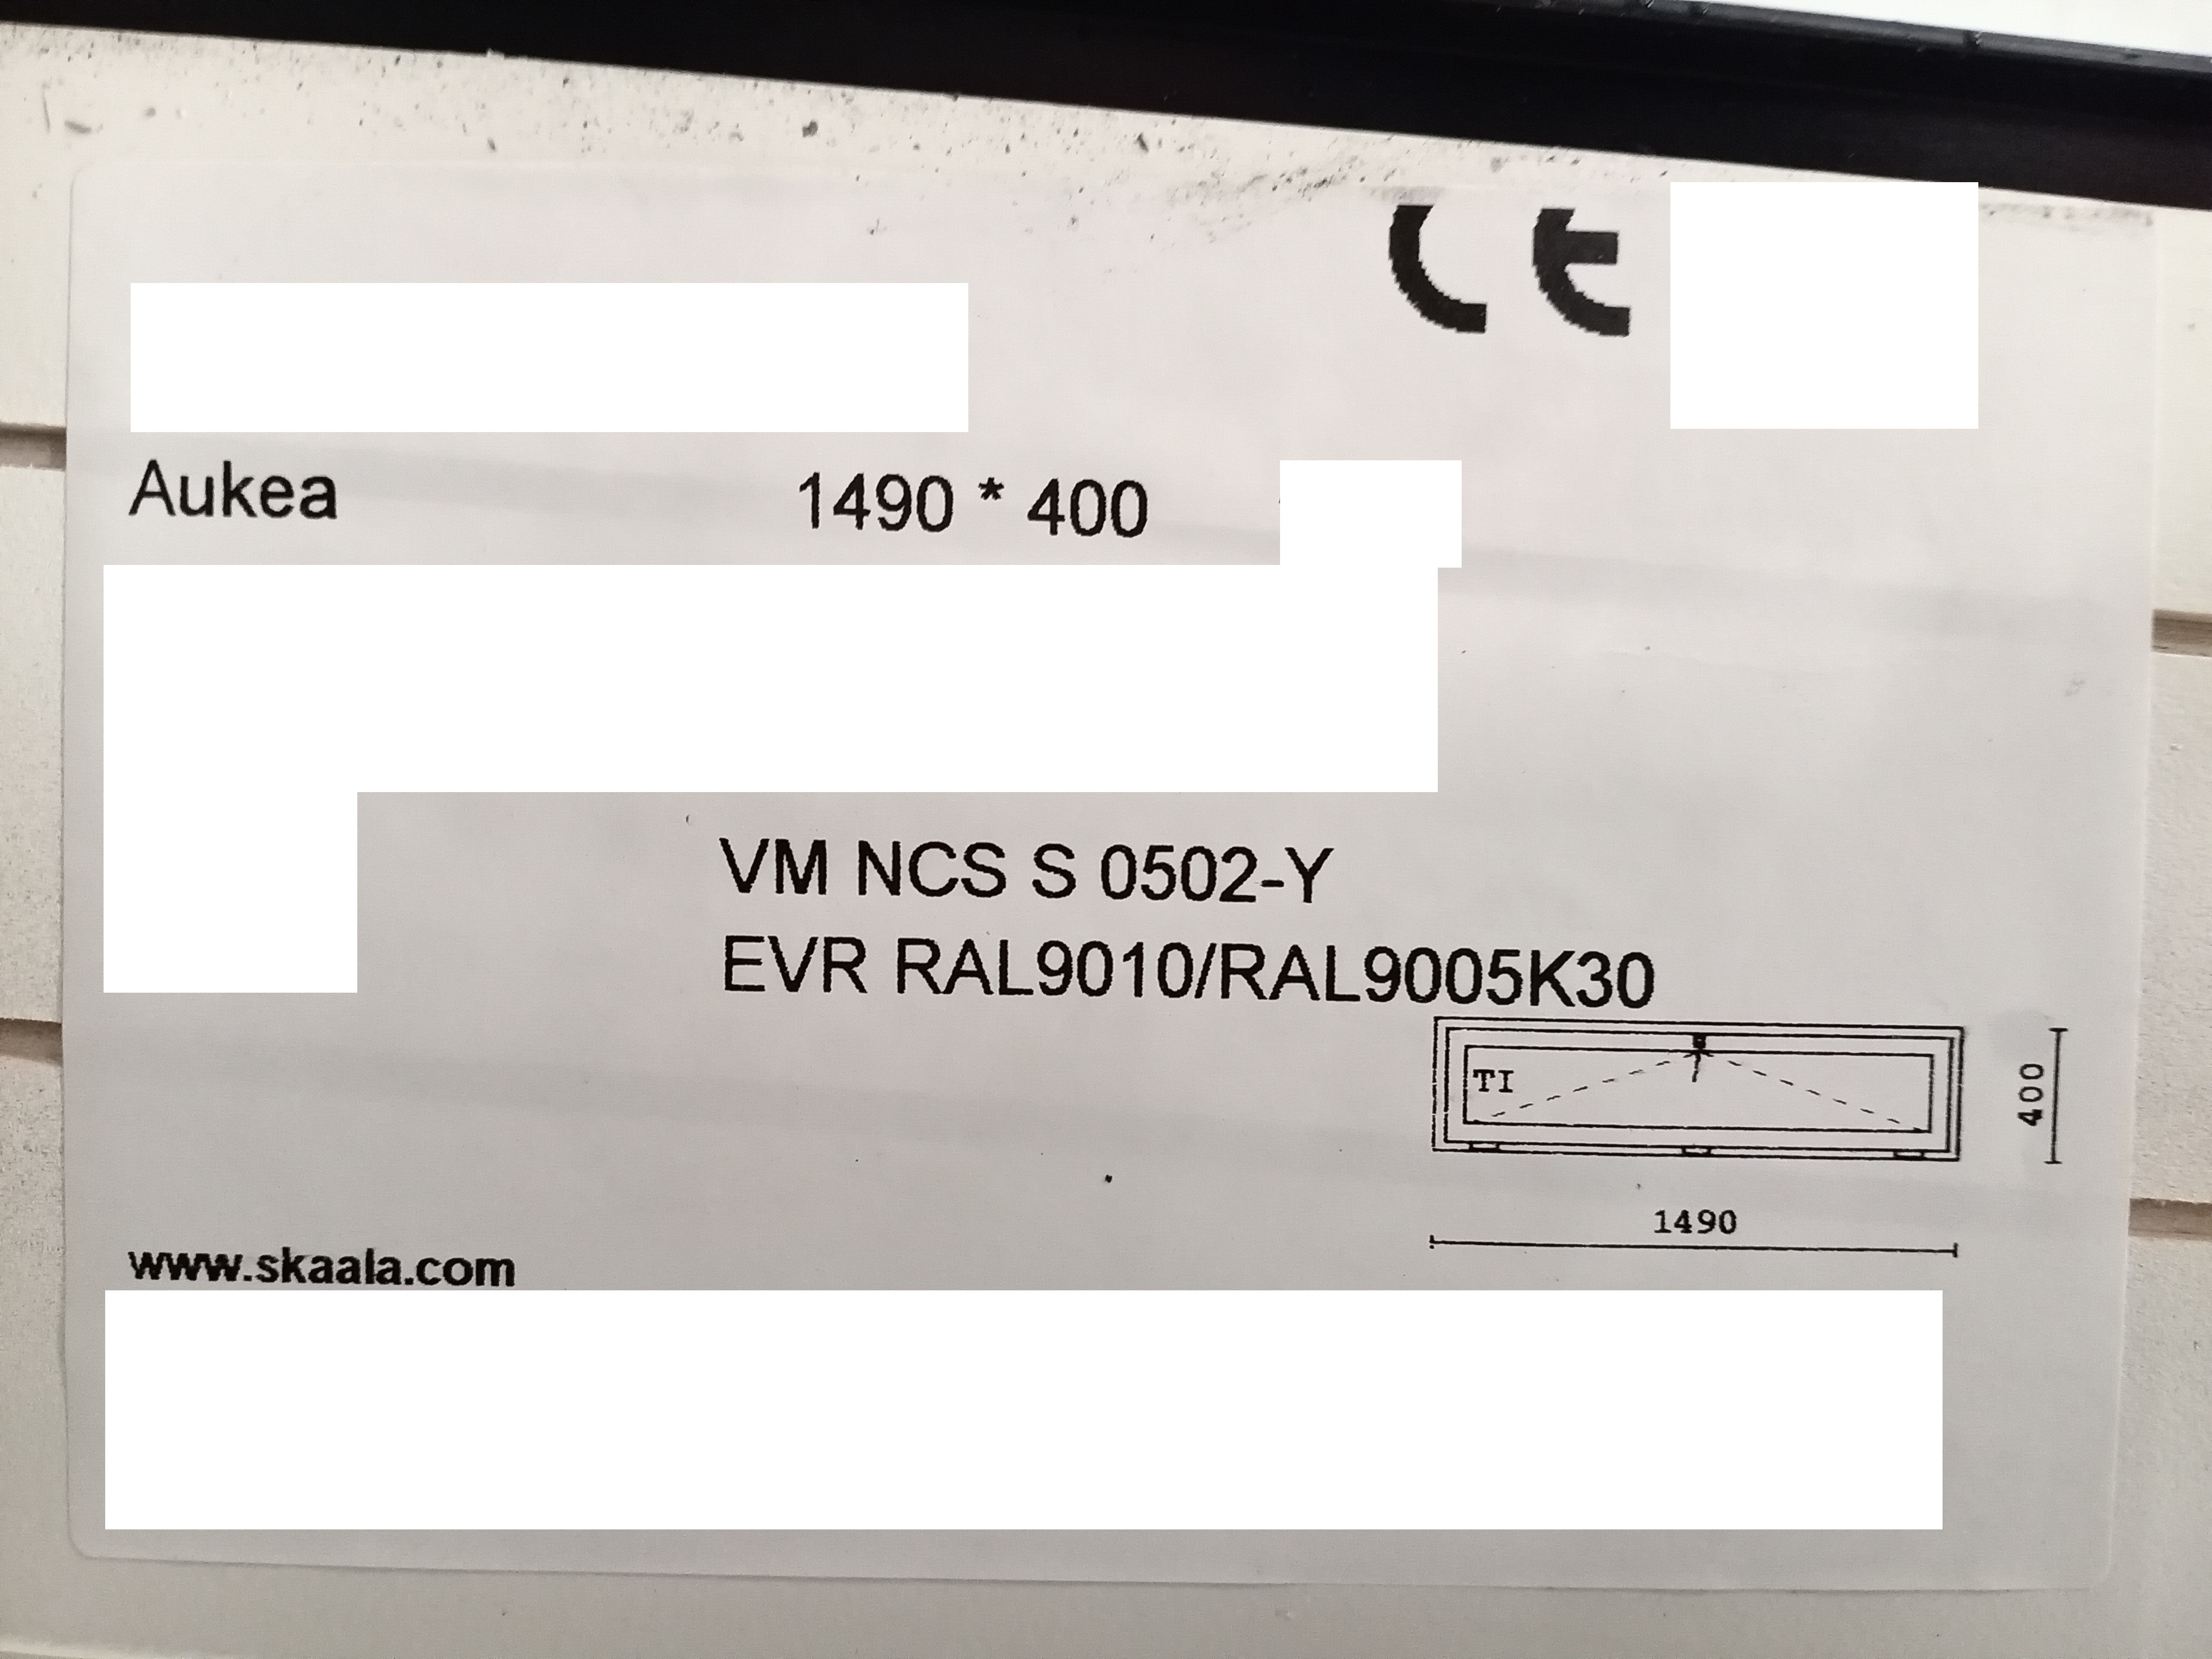 CE
Aukea 1490 * 400
VM NCS S 0502-Y
EVR RAL9010/RAL9005K30
TI
400
1490
www.skaala.com